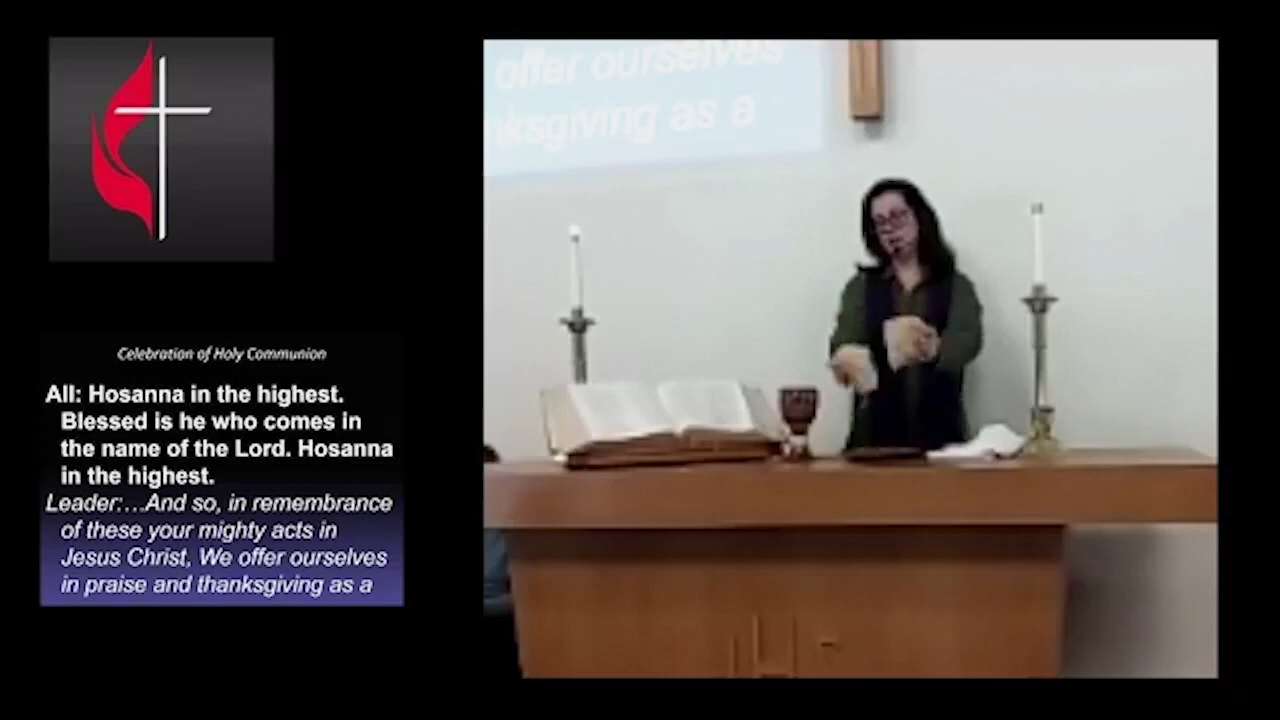 Celebration of Holy Communion
All: Hosanna in the highest.
Blessed is he who comes in
the name of the Lord. Hosanna
in the highest.
Leader:…And so, in remembrance
of these your mighty acts in
Jesus Christ, We offer ourselves
in praise and thanksgiving as a
offer ourselves
nksgiving as a